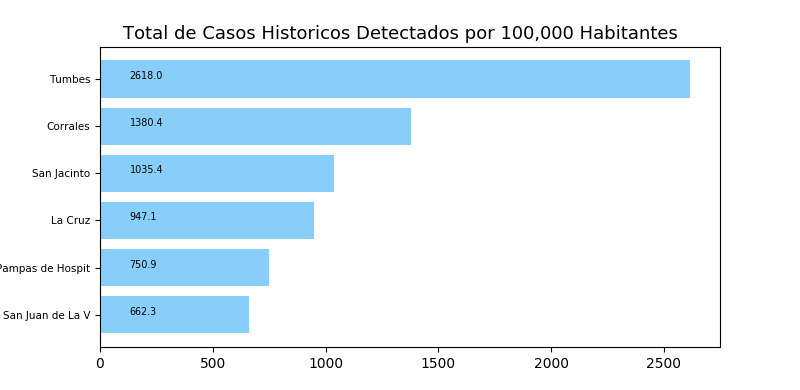 Total de Casos Historicos Detectados por 100,000 Habitantes
Tumbes 2618.0
Corrales 1380.4
San Jacinto 1035.4
La Cruz 947.1
Pampas de Hospit 750.9
San Juan de La V 662.3
0 500 1000 1500 2000 2500